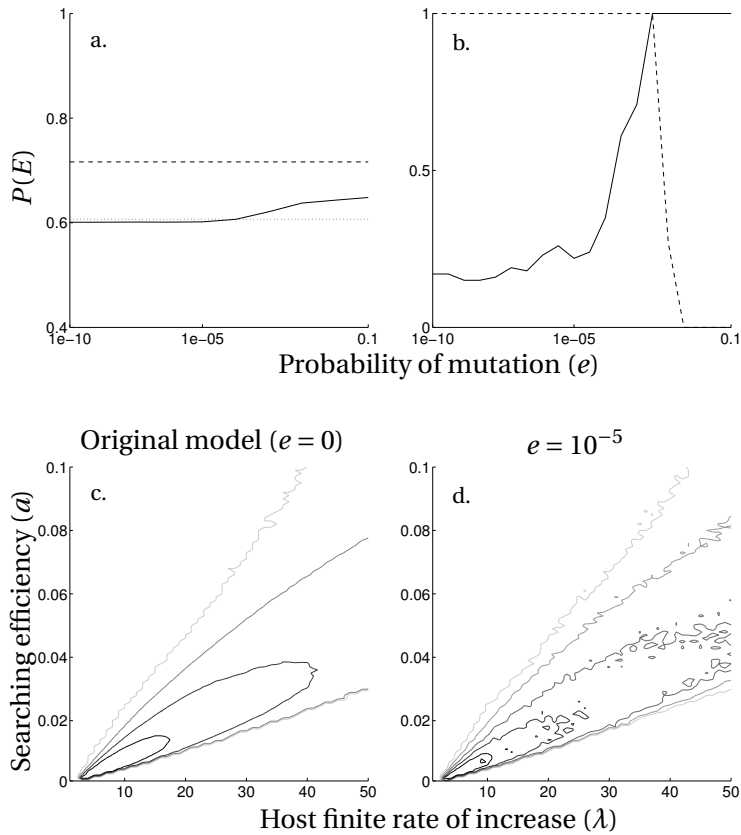 a.
b.
P(E)
1
0.8
0.6
0.4
1e-10 1e-05 0.1
1
0.5
0
1e-10 1e-05 0.1
Probability of mutation (e)
Original model (e = 0)
e = 10⁻⁵
c.
d.
Searching efficiency (a)
0.1
0.08
0.06
0.04
0.02
0
10 20 30 40 50
0.1
0.08
0.06
0.04
0.02
0
10 20 30 40 50
Host finite rate of increase (λ)